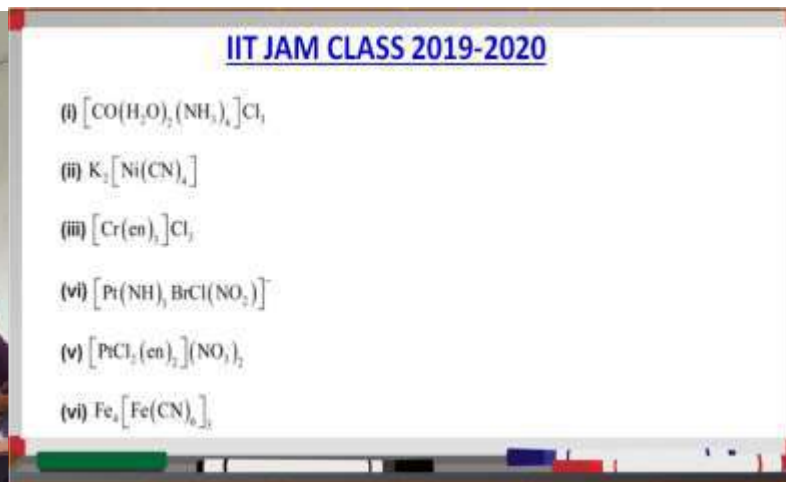 IIT JAM CLASS 2019-2020
(i) [CO(H₂O)₂(NH₃)₄]Cl₃
(ii) K₂[Ni(CN)₄]
(iii) [Cr(en)₃]Cl₃
(vi) [Pt(NH)₃BrCl(NO₂)]⁻
(v) [PtCl₂(en)₂](NO₃)₂
(vi) Fe₄[Fe(CN)₆]₃